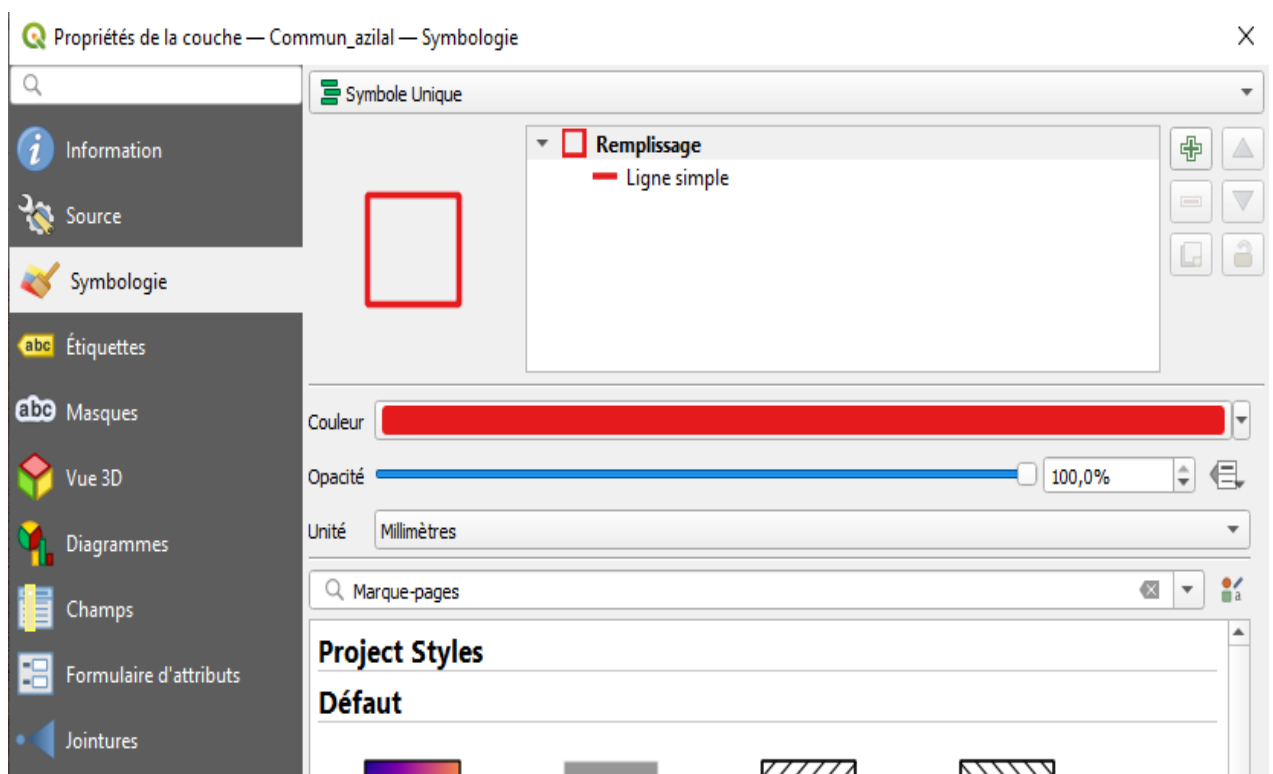 Propriétés de la couche — Commun_azilal — Symbologie
Symbole Unique
Information
Source
Symbologie
abc Étiquettes
abc Masques
Vue 3D
Diagrammes
Champs
Formulaire d'attributs
Jointures
Remplissage
Ligne simple
Couleur
Opacité 100,0%
Unité Millimètres
Marque-pages
a
Project Styles
Défaut